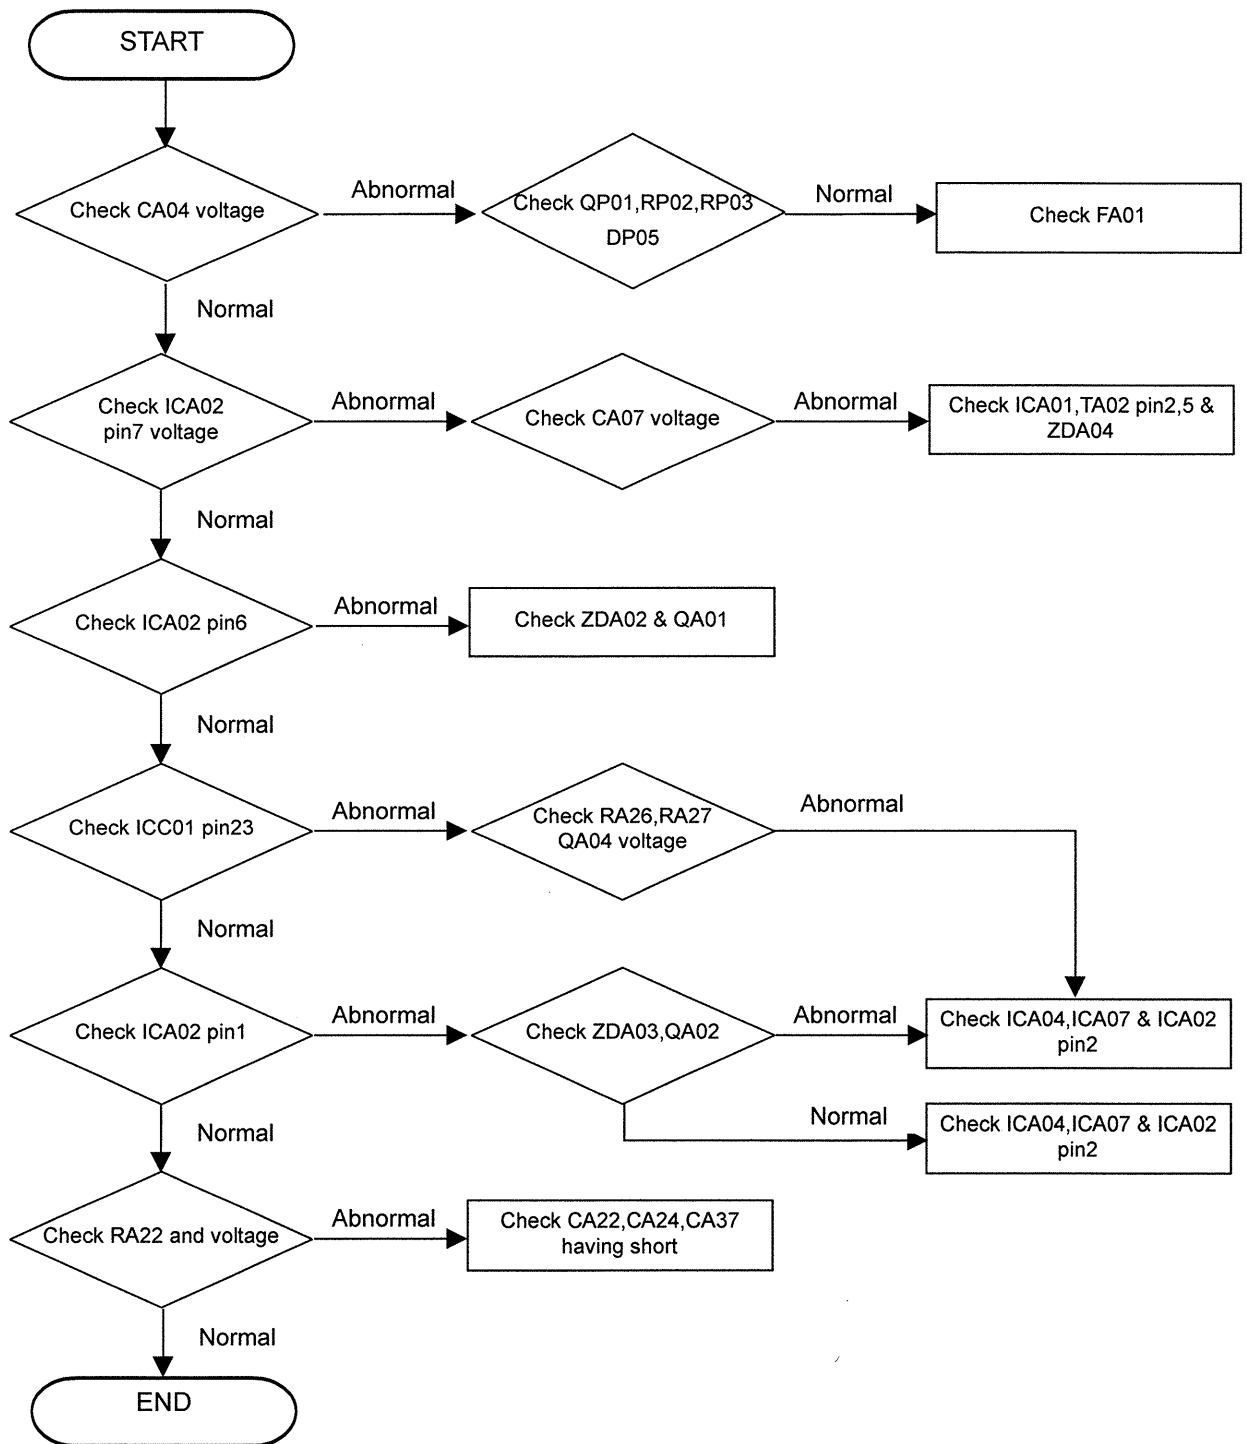 START
Check CA04 voltage
Abnormal
Check QP01,RP02,RP03
DP05
Normal
Check FA01
Normal
Check ICA02
pin7 voltage
Abnormal
Check CA07 voltage
Abnormal
Check ICA01,TA02 pin2,5 &
ZDA04
Normal
Check ICA02 pin6
Abnormal
Check ZDA02 & QA01
Normal
Check ICC01 pin23
Abnormal
Check RA26,RA27
QA04 voltage
Abnormal
Normal
Check ICA02 pin1
Abnormal
Check ZDA03,QA02
Abnormal
Check ICA04,ICA07 & ICA02
pin2
Normal
Check ICA04,ICA07 & ICA02
pin2
Normal
Check RA22 and voltage
Abnormal
Check CA22,CA24,CA37
having short
Normal
END